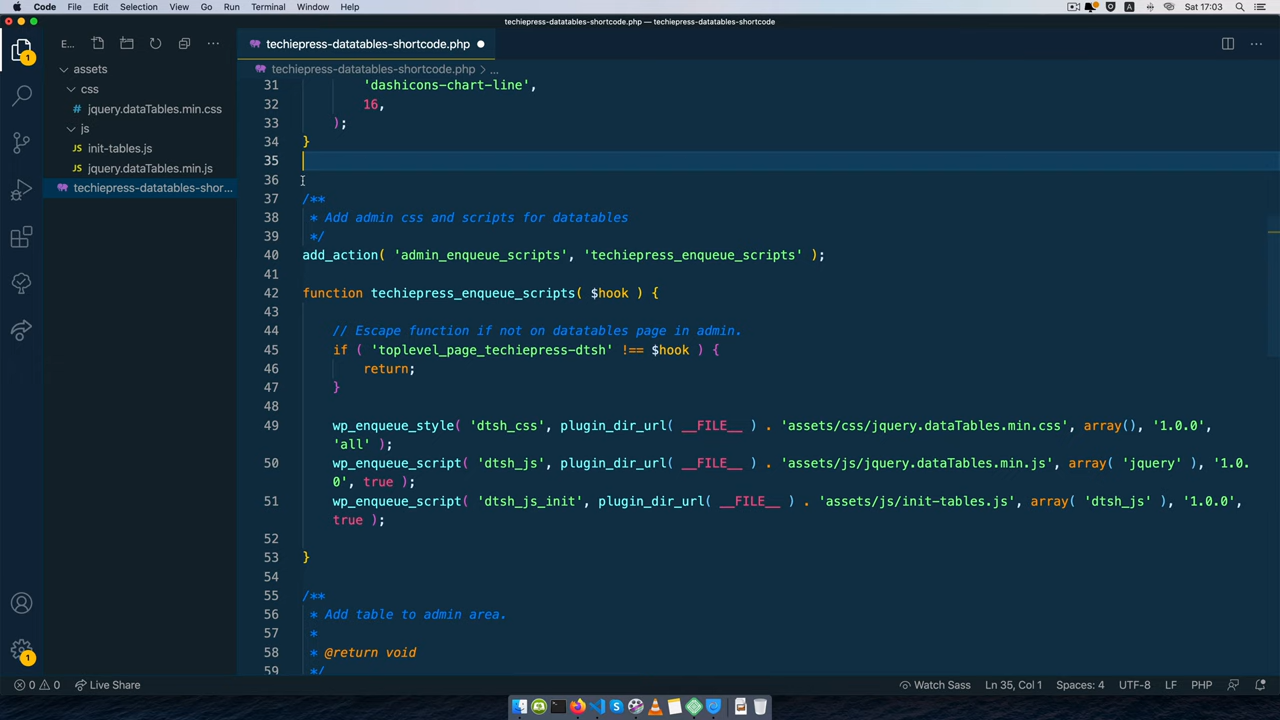 Code File Edit Selection View Go Run Terminal Window Help
A Sat 17:03
techiepress-datatables-shortcode.php — techiepress-datatables-shortcode
E...
techiepress-datatables-shortcode.php
assets
techiepress-datatables-shortcode.php > ...
css
# jquery.dataTables.min.css
js
JS init-tables.js
JS jquery.dataTables.min.js
techiepress-datatables-shor...
1
1
31 'dashicons-chart-line',
32 16,
33 );
34 }
35
36
37 /**
38 * Add admin css and scripts for datatables
39 */
40 add_action( 'admin_enqueue_scripts', 'techiepress_enqueue_scripts' );
41
42 function techiepress_enqueue_scripts( $hook ) {
43
44 // Escape function if not on datatables page in admin.
45 if ( 'toplevel_page_techiepress-dtsh' !== $hook ) {
46 return;
47 }
48
49 wp_enqueue_style( 'dtsh_css', plugin_dir_url( __FILE__ ) . 'assets/css/jquery.dataTables.min.css', array(), '1.0.0',
'all' );
50 wp_enqueue_script( 'dtsh_js', plugin_dir_url( __FILE__ ) . 'assets/js/jquery.dataTables.min.js', array( 'jquery' ), '1.0.
0', true );
51 wp_enqueue_script( 'dtsh_js_init', plugin_dir_url( __FILE__ ) . 'assets/js/init-tables.js', array( 'dtsh_js' ), '1.0.0',
true );
52
53 }
54
55 /**
56 * Add table to admin area.
57 *
58 * @return void
59 */
0 0 Live Share
Watch Sass Ln 35, Col 1 Spaces: 4 UTF-8 LF PHP